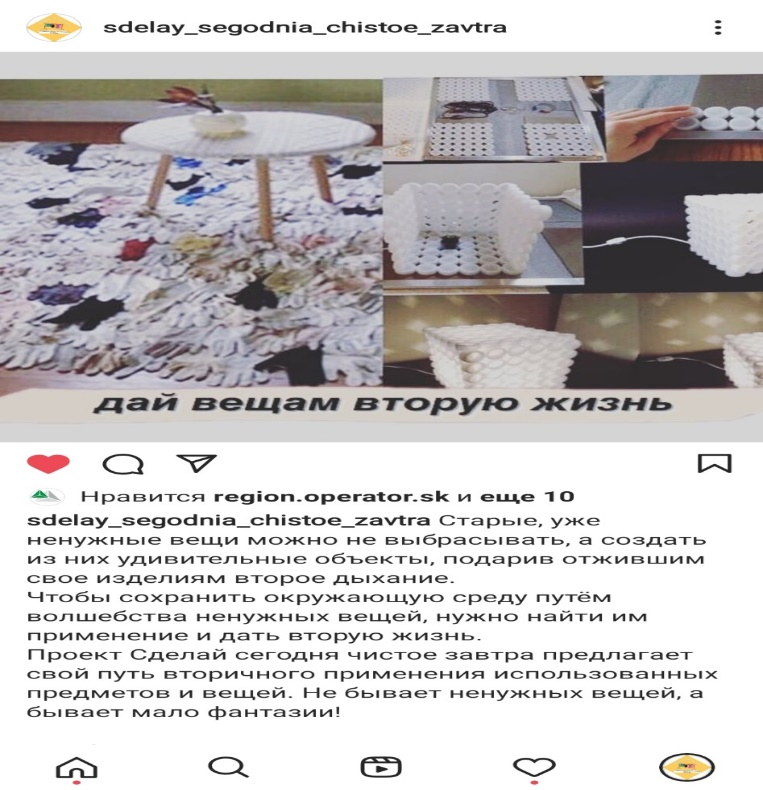 sdelay_segodnia_chistoe_zavtra
дай вещам вторую жизнь
Нравится region.operator.sk и еще 10
sdelay_segodnia_chistoe_zavtra Старые, уже
ненужные вещи можно не выбрасывать, а создать
из них удивительные объекты, подарив отжившим
свое изделиям второе дыхание.
Чтобы сохранить окружающую среду путём
волшебства ненужных вещей, нужно найти им
применение и дать вторую жизнь.
Проект Сделай сегодня чистое завтра предлагает
свой путь вторичного применения использованных
предметов и вещей. Не бывает ненужных вещей, а
бывает мало фантазии!